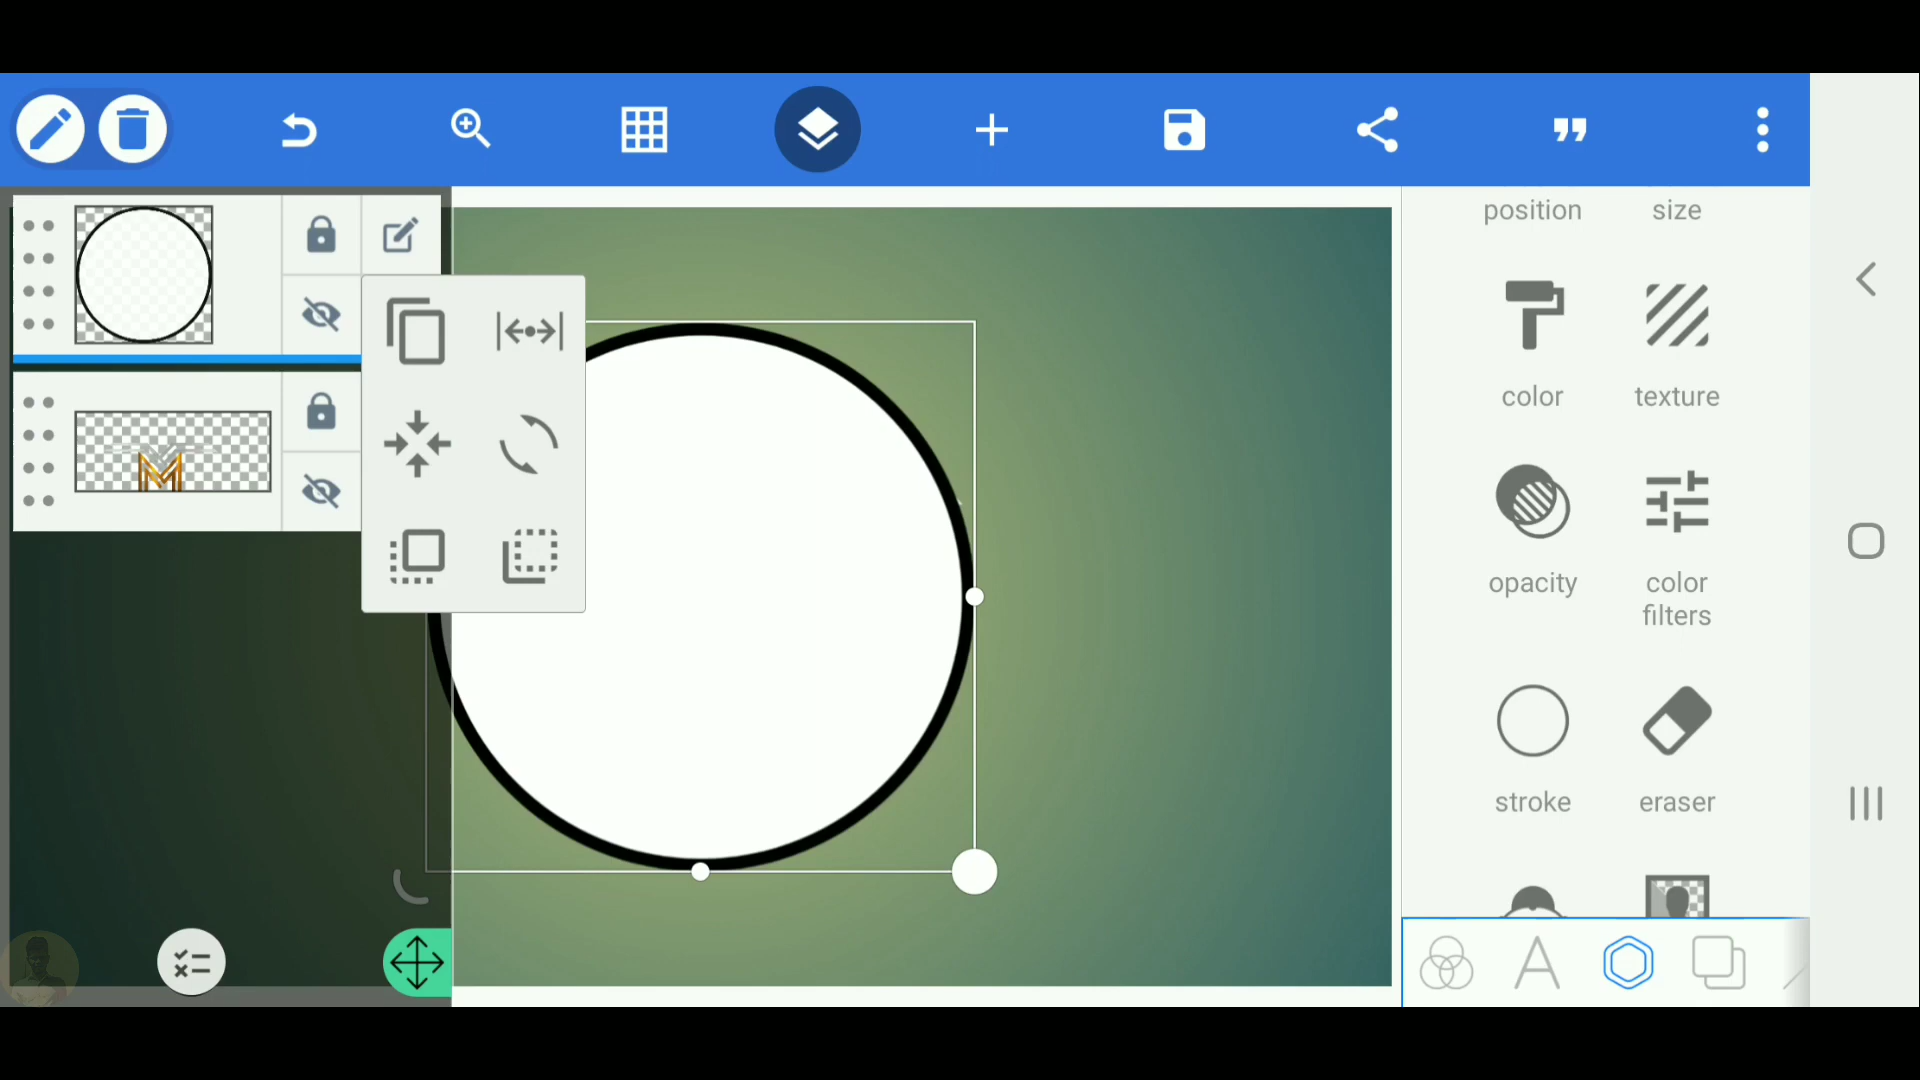 position size
color texture
opacity color filters
stroke eraser
M